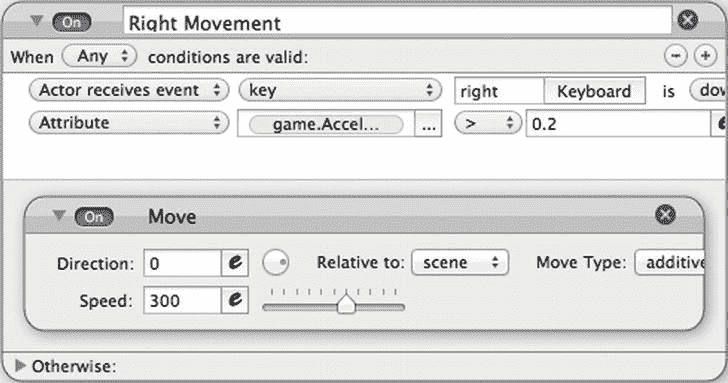 On Right Movement
When Any conditions are valid: − +
Actor receives event key right Keyboard is dow
Attribute game.Accel... ... > 0.2 e
On Move
Direction: 0 e Relative to: scene Move Type: additive
Speed: 300 e
Otherwise: